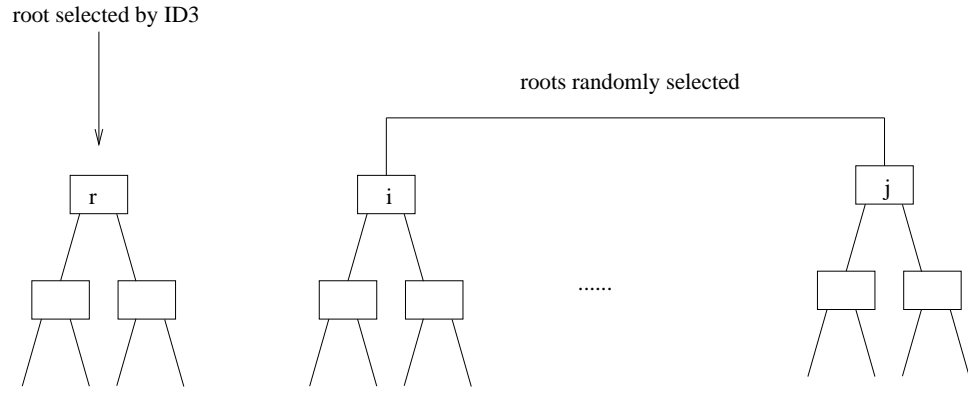 root selected by ID3
roots randomly selected
r
i
j
......